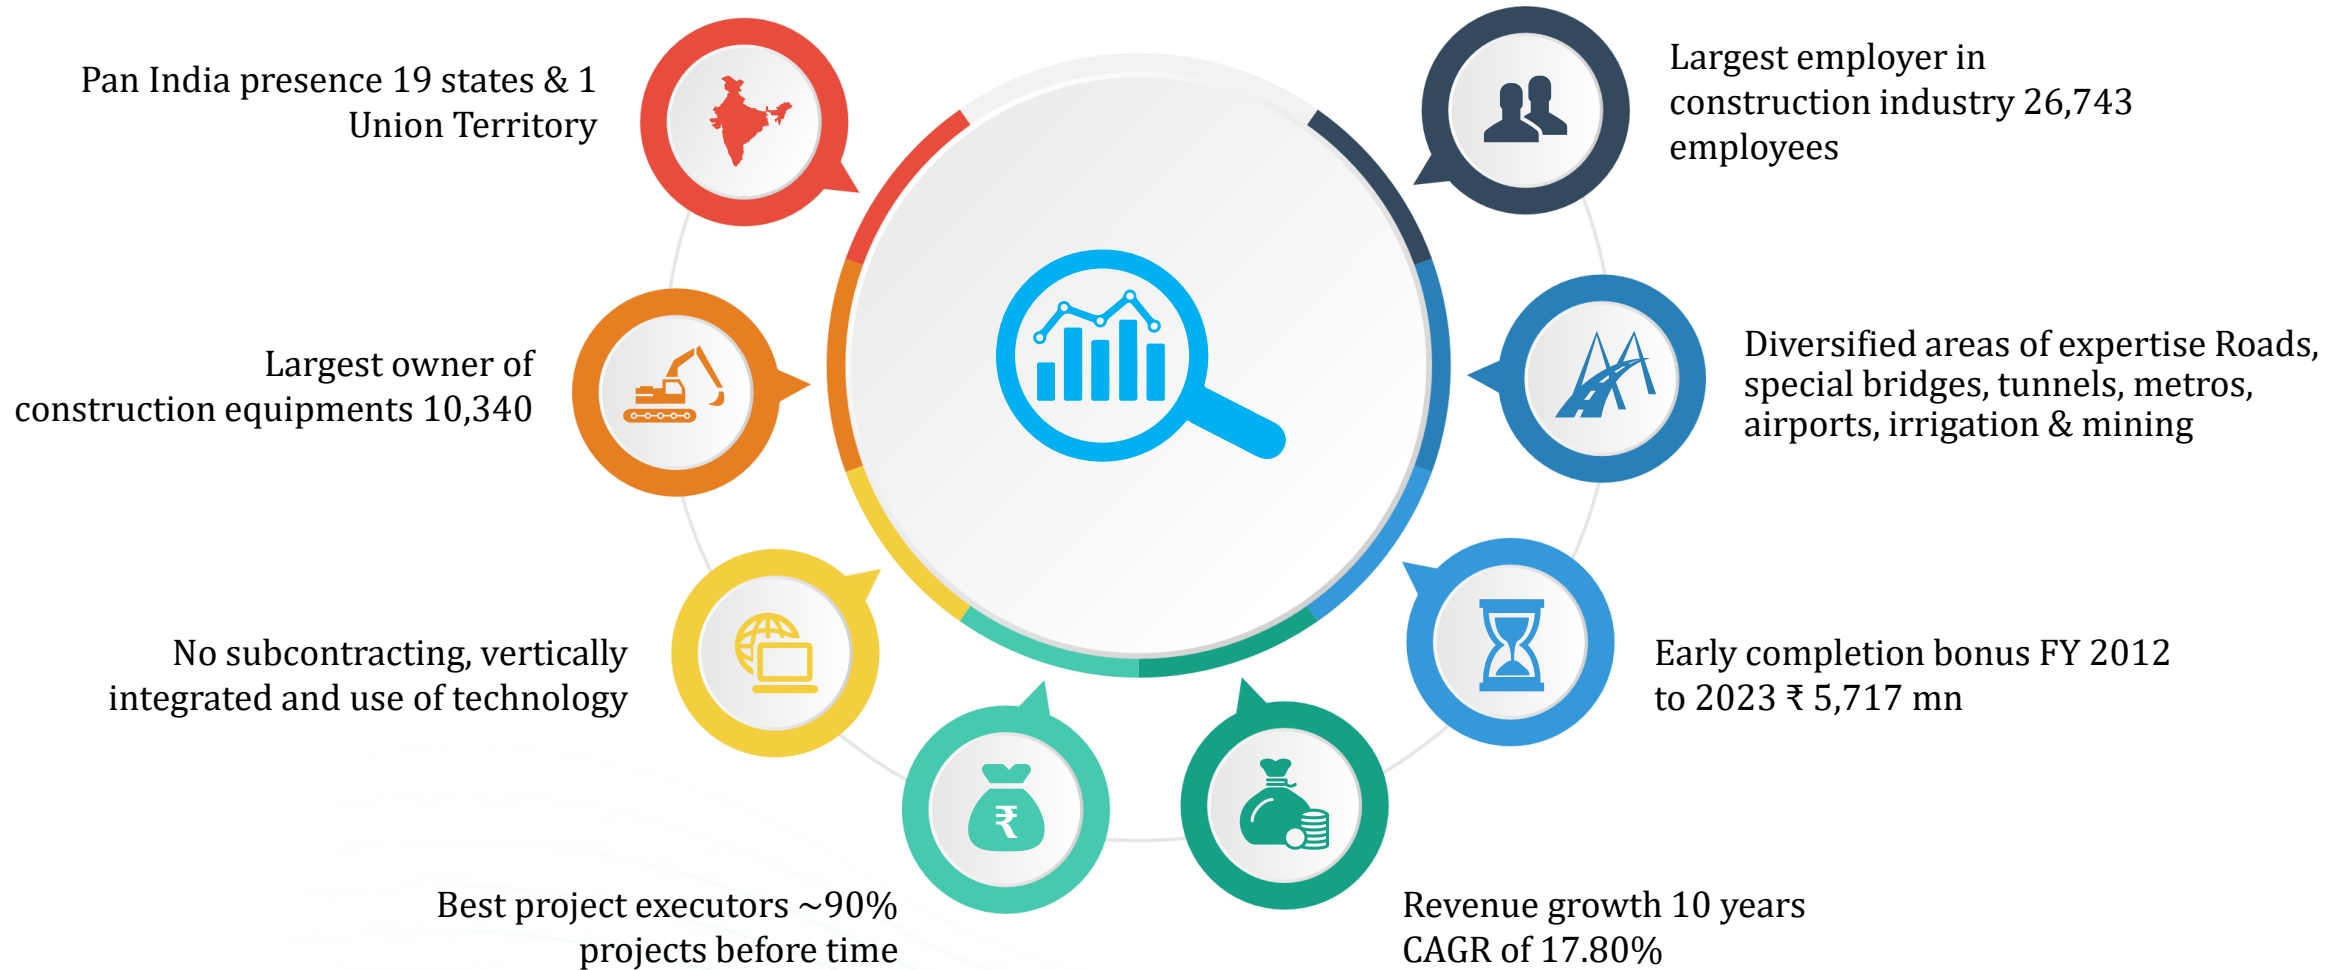 Pan India presence 19 states & 1
Union Territory
Largest employer in
construction industry 26,743
employees
Largest owner of
construction equipments 10,340
Diversified areas of expertise Roads,
special bridges, tunnels, metros,
airports, irrigation & mining
No subcontracting, vertically
integrated and use of technology
Early completion bonus FY 2012
to 2023 ₹ 5,717 mn
₹
Best project executors ~90%
projects before time
Revenue growth 10 years
CAGR of 17.80%